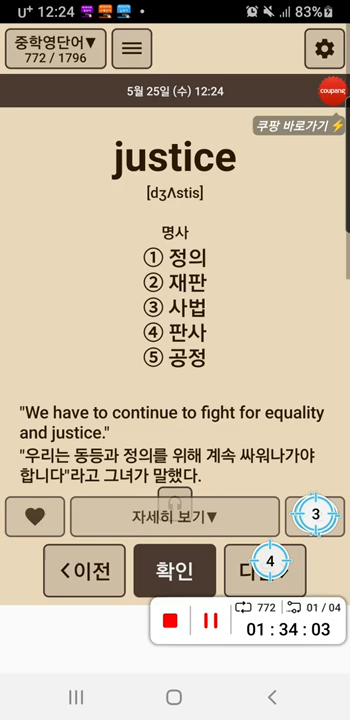 U+ 12:24 83%
중학영단어▼
772 / 1796
5월 25일 (수) 12:24
coupang
쿠팡 바로가기⚡
justice
[dʒΛstis]
명사
① 정의
② 재판
③ 사법
④ 판사
⑤ 공정
"We have to continue to fight for equality
and justice."
"우리는 동등과 정의를 위해 계속 싸워나가야
합니다"라고 그녀가 말했다.
자세히 보기▼
3
<이전
확인
4
772 01 / 04
01 : 34 : 03